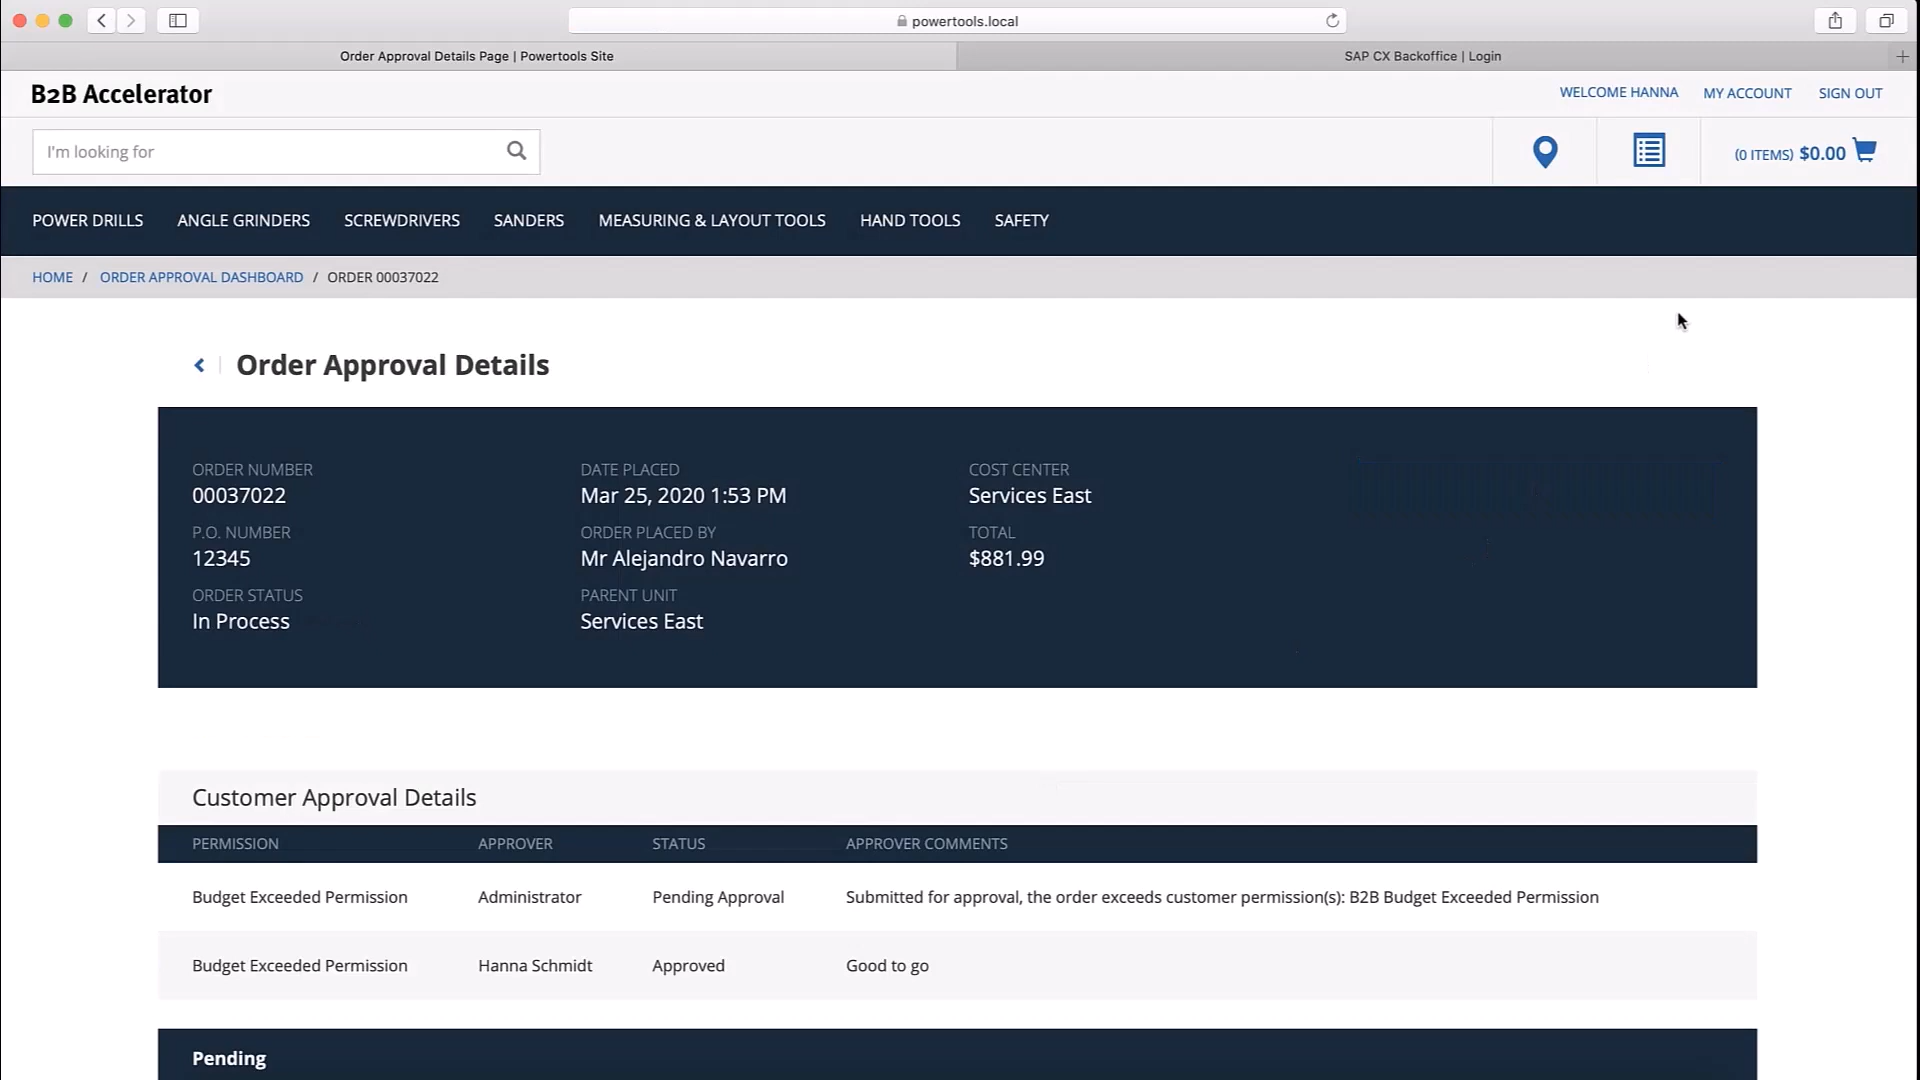 powertools.local
Order Approval Details Page | Powertools Site
SAP CX Backoffice | Login
B2B Accelerator
WELCOME HANNA
MY ACCOUNT
SIGN OUT
I'm looking for
(0 ITEMS) $0.00
POWER DRILLS
ANGLE GRINDERS
SCREWDRIVERS
SANDERS
MEASURING & LAYOUT TOOLS
HAND TOOLS
SAFETY
HOME / ORDER APPROVAL DASHBOARD / ORDER 00037022
Order Approval Details
ORDER NUMBER
00037022
P.O. NUMBER
12345
ORDER STATUS
In Process
DATE PLACED
Mar 25, 2020 1:53 PM
ORDER PLACED BY
Mr Alejandro Navarro
PARENT UNIT
Services East
COST CENTER
Services East
TOTAL
$881.99
Customer Approval Details
PERMISSION APPROVER STATUS APPROVER COMMENTS
Budget Exceeded Permission Administrator Pending Approval Submitted for approval, the order exceeds customer permission(s): B2B Budget Exceeded Permission
Budget Exceeded Permission Hanna Schmidt Approved Good to go
Pending